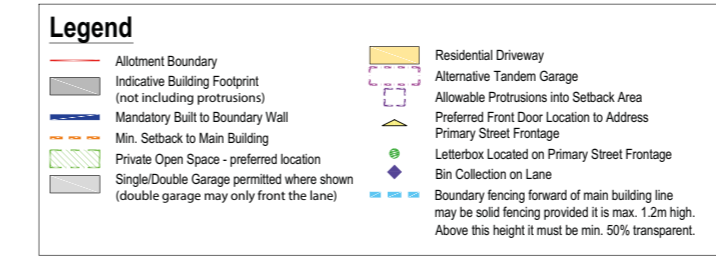 Legend
Allotment Boundary
Indicative Building Footprint
(not including protrusions)
Mandatory Built to Boundary Wall
Min. Setback to Main Building
Private Open Space - preferred location
Single/Double Garage permitted where shown
(double garage may only front the lane)
Residential Driveway
Alternative Tandem Garage
Allowable Protrusions into Setback Area
Preferred Front Door Location to Address
Primary Street Frontage
Letterbox Located on Primary Street Frontage
Bin Collection on Lane
Boundary fencing forward of main building line
may be solid fencing provided it is max. 1.2m high.
Above this height it must be min. 50% transparent.